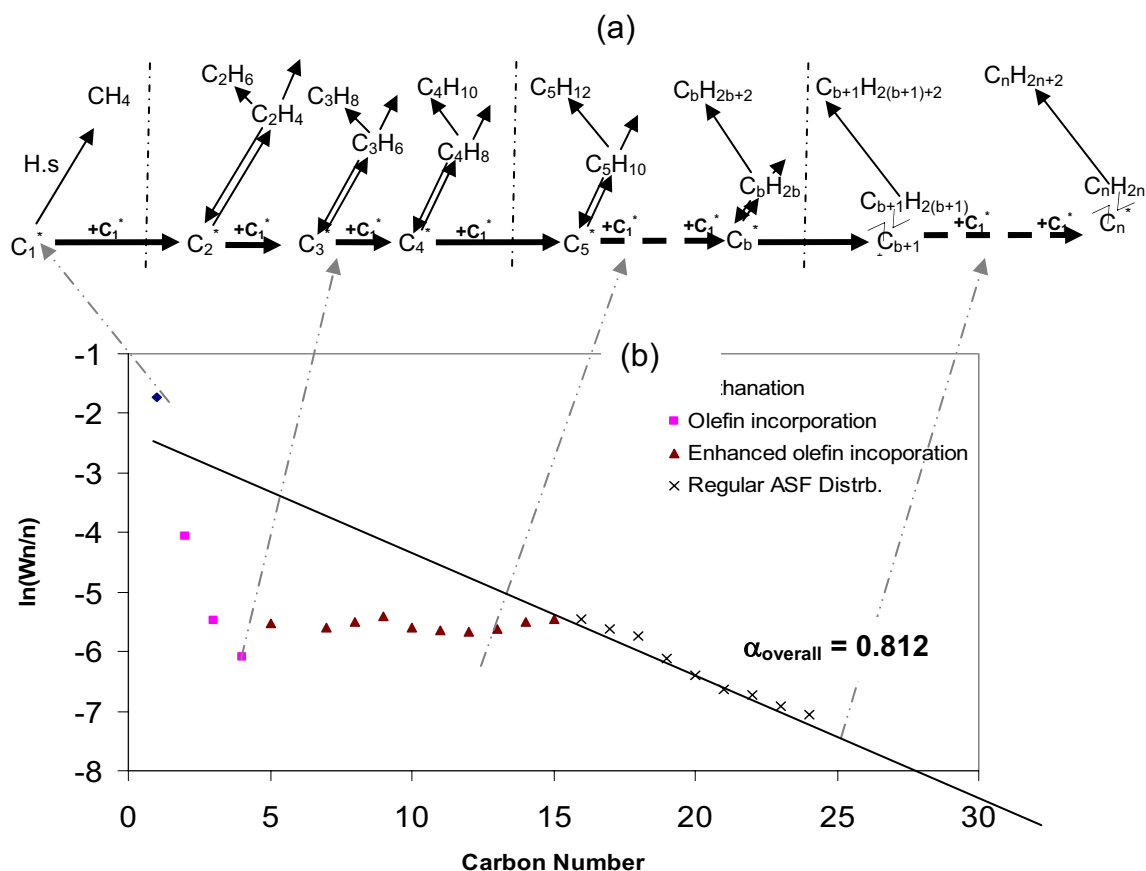 (a)
CH4 C2H6 C2H4 C3H8 C3H6 C4H10 C4H8 C5H12 C5H10 CbH2b+2 CbH2b Cb+1H2(b+1)+2 Cb+1H2(b+1) CnH2n+2 CnH2n
H.s
C1* +C1* C2* +C1* C3* +C1* C4* +C1* C5* +C1* +C1* Cb* Cb+1 +C1* +C1* Cn*
(b)
thanation
Olefin incorporation
Enhanced olefin incoporation
Regular ASF Distrb.
αoverall = 0.812
ln(Wn/n)
-1
-2
-3
-4
-5
-6
-7
-8
0 5 10 15 20 25 30
Carbon Number